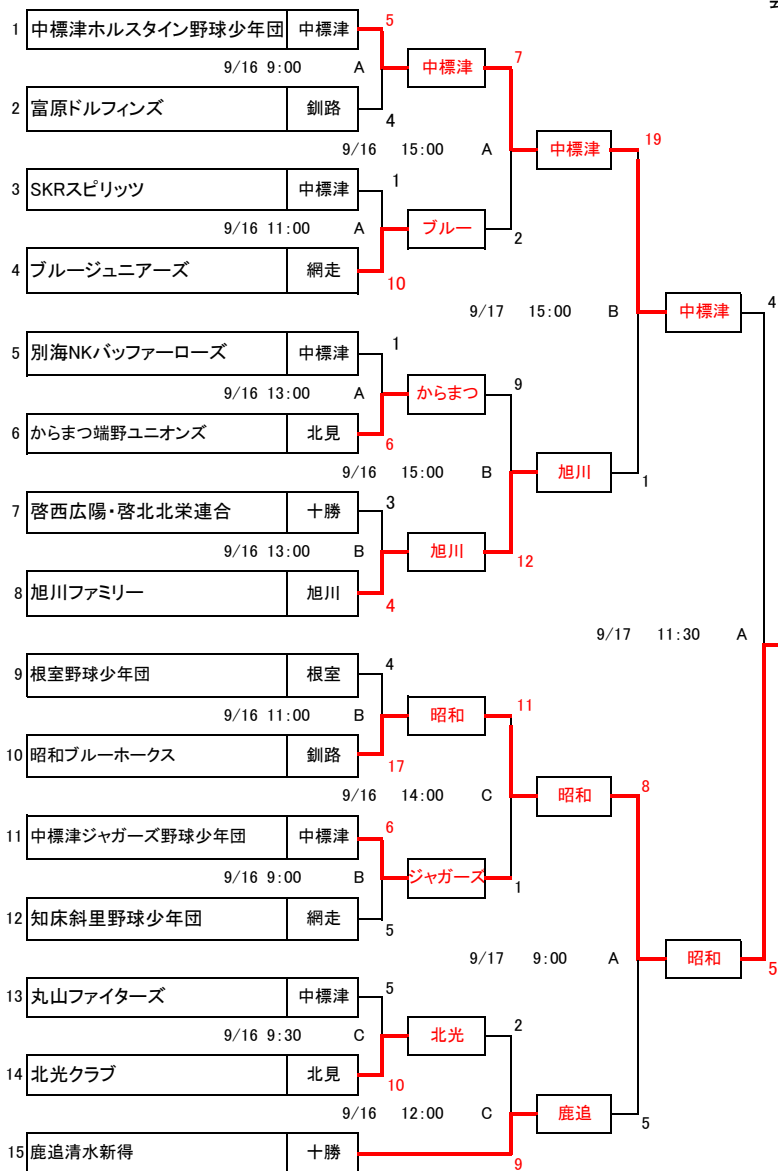 1 中標津ホルスタイン野球少年団 中標津 5
9/16 9:00 A 中標津 7
2 富原ドルフィンズ 釧路 4
9/16 15:00 A 中標津 19
3 SKRスピリッツ 中標津 1
9/16 11:00 A ブルー 2
4 ブルージュニアーズ 網走 10
9/17 15:00 B 中標津 4
5 別海NKバッファーローズ 中標津 1
9/16 13:00 A からまつ 9
6 からまつ端野ユニオンズ 北見 6
9/16 15:00 B 旭川 1
7 啓西広陽・啓北北栄連合 十勝 3
9/16 13:00 B 旭川 12
8 旭川ファミリー 旭川 4
9/17 11:30 A
9 根室野球少年団 根室 4
9/16 11:00 B 昭和 11
10 昭和ブルーホークス 釧路 17
9/16 14:00 C 昭和 8
11 中標津ジャガーズ野球少年団 中標津 6
9/16 9:00 B ジャガーズ 1
12 知床斜里野球少年団 網走 5
9/17 9:00 A 昭和 5
13 丸山ファイターズ 中標津 5
9/16 9:30 C 北光 2
14 北光クラブ 北見 10
9/16 12:00 C 鹿追 5
15 鹿追清水新得 十勝 9